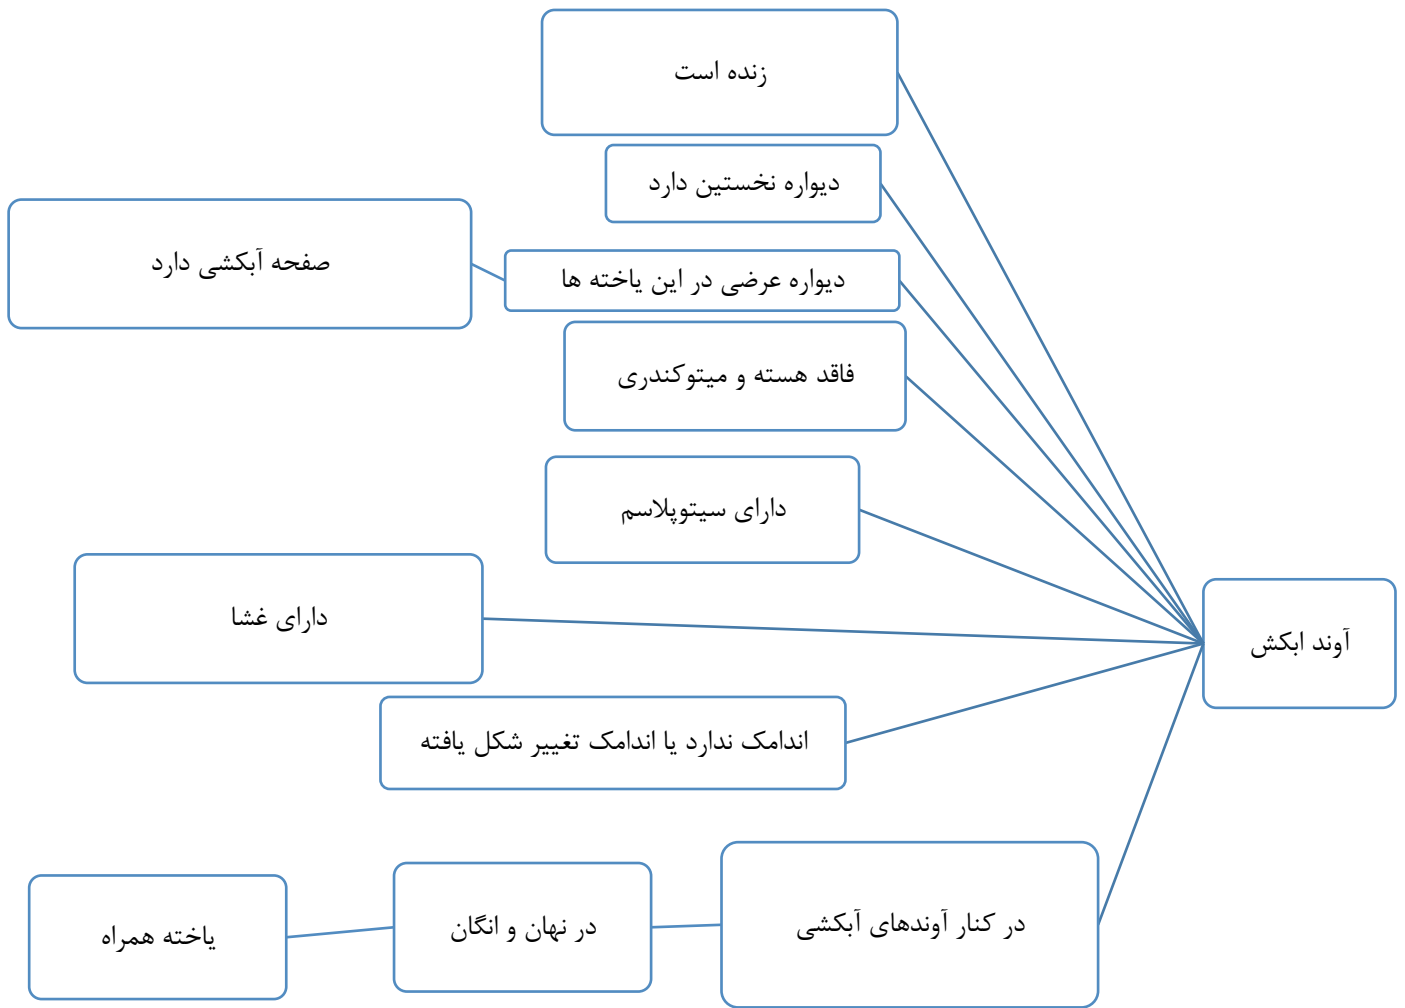 زنده است
دیواره نخستین دارد
دیواره عرضی در این یاخته ها
صفحه آبکشی دارد
فاقد هسته و میتوکندری
دارای سیتوپلاسم
دارای غشا
آوند ابکش
اندامک ندارد یا اندامک تغییر شکل یافته
در کنار آوندهای آبکشی
در نهان و انگان
یاخته همراه